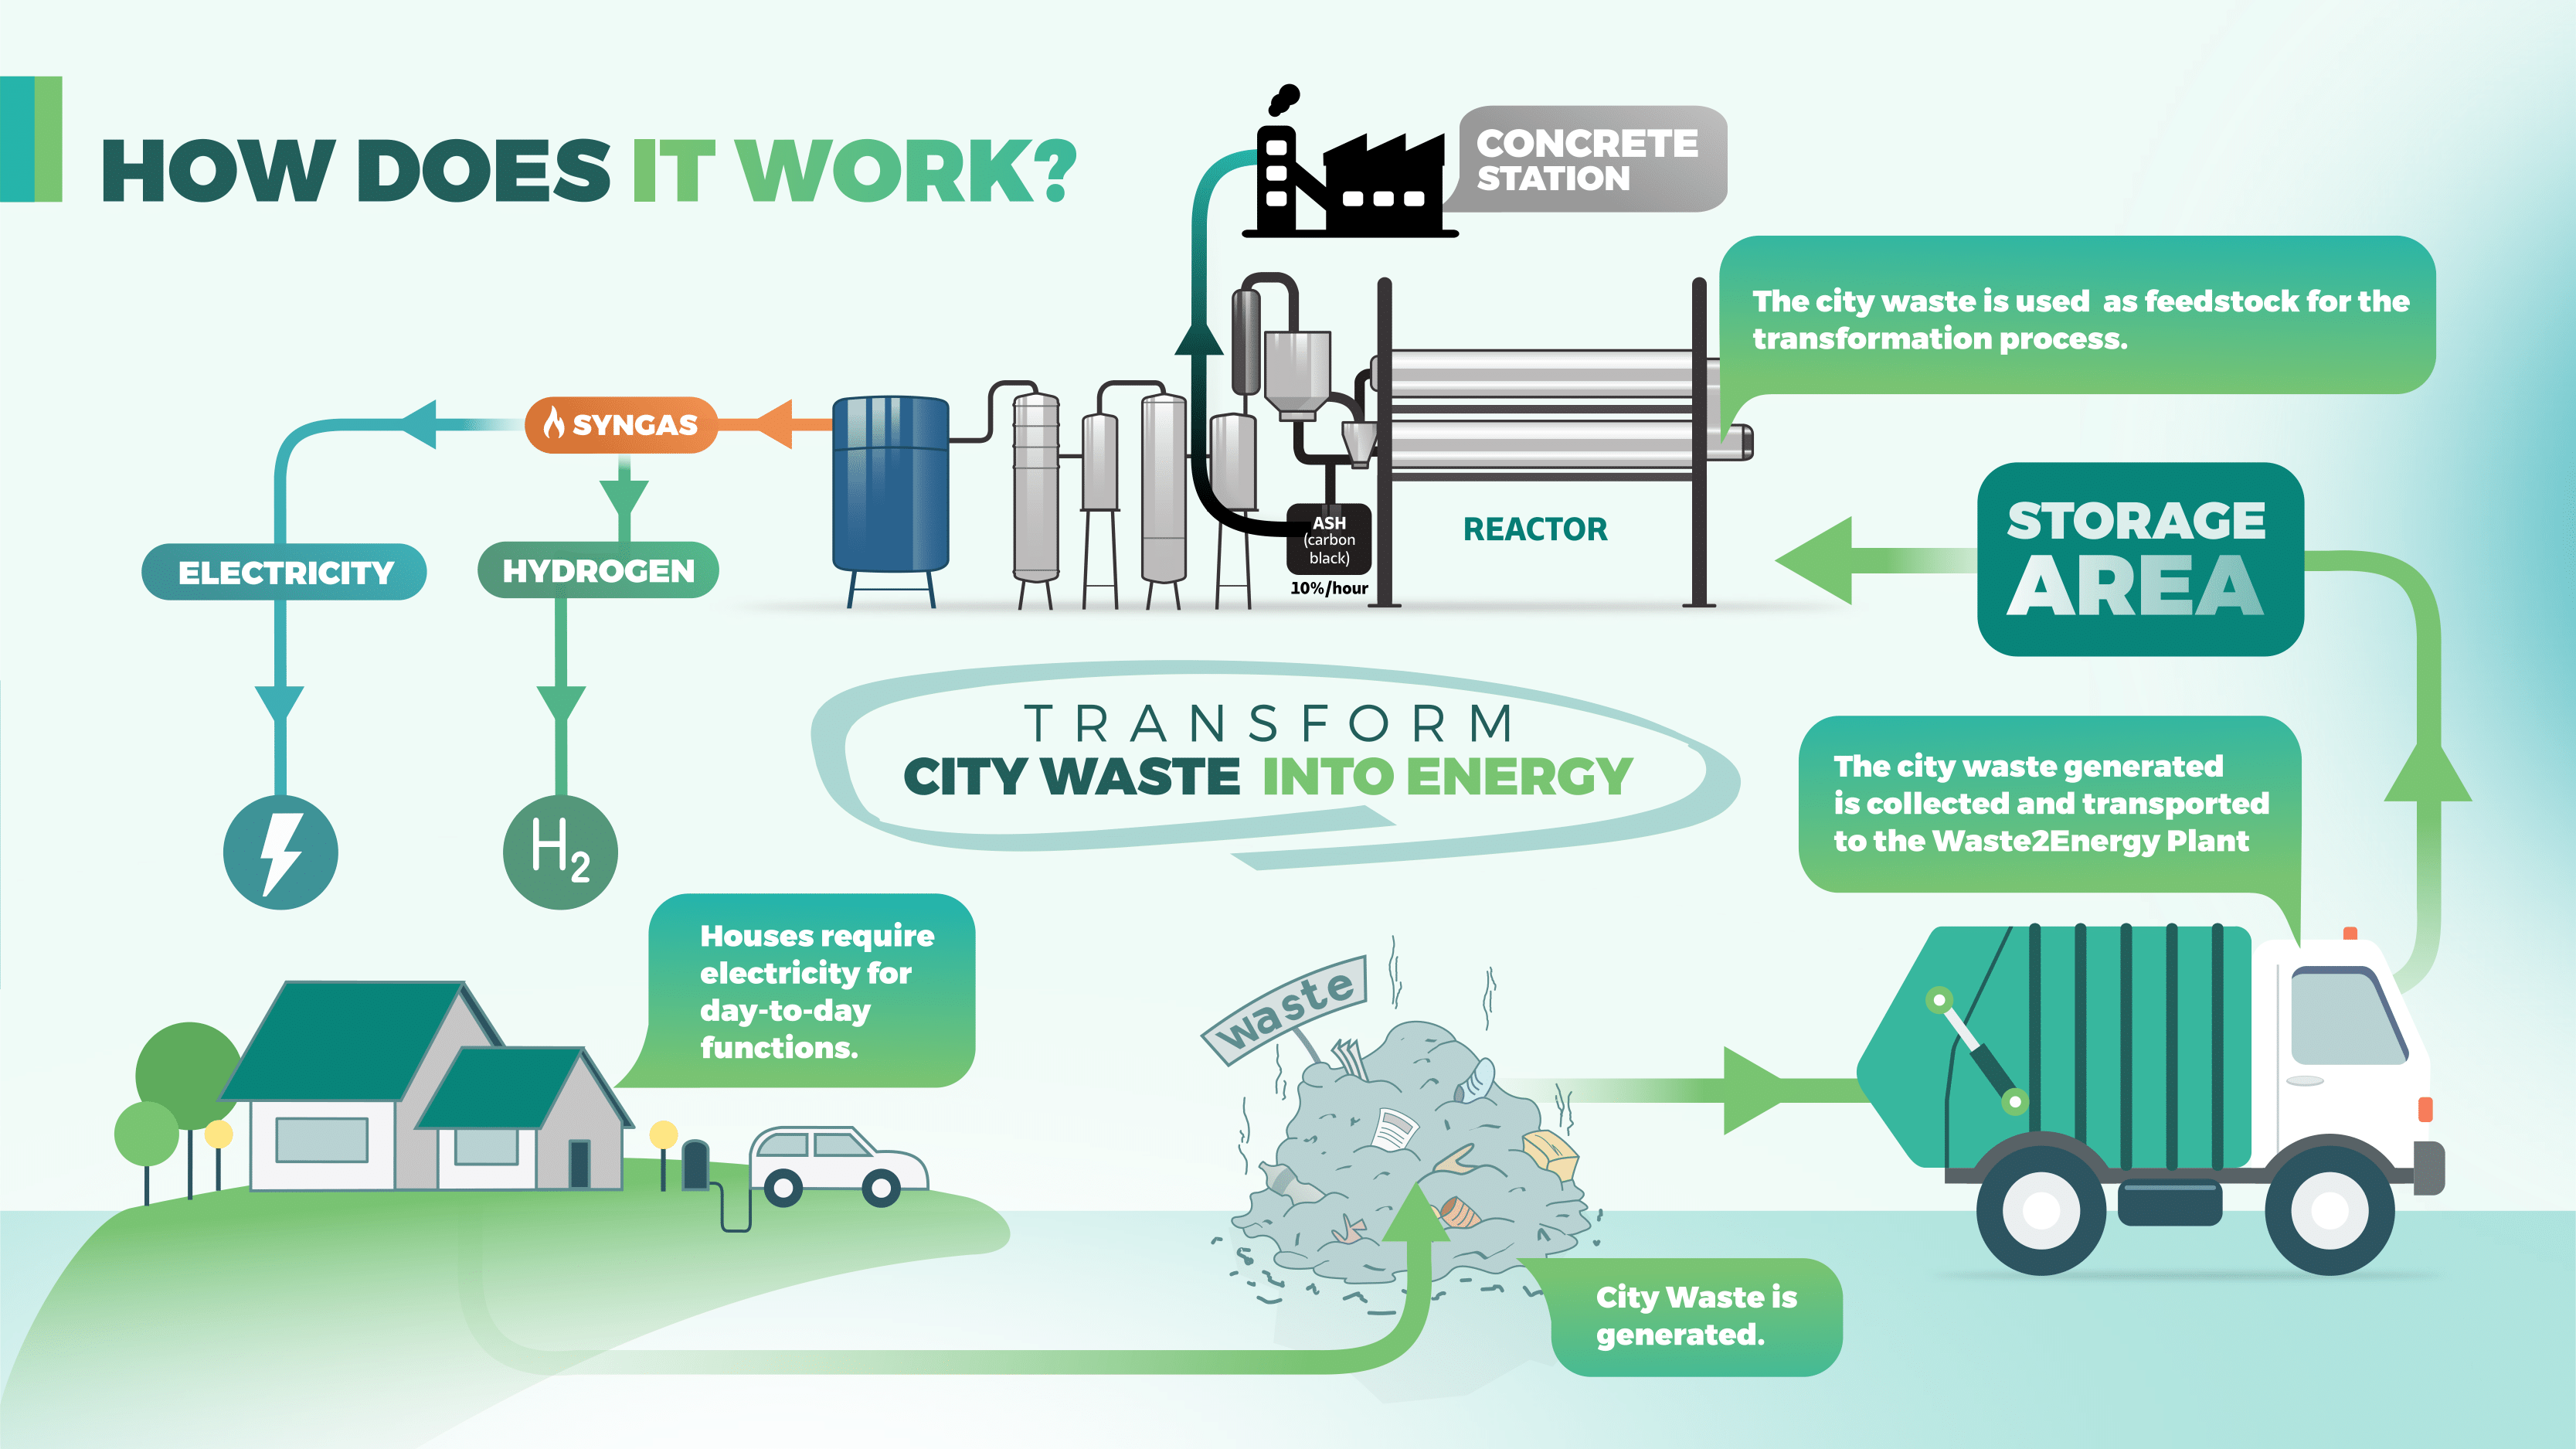 HOW DOES IT WORK?
CONCRETE
STATION
The city waste is used  as feedstock for the
transformation process.
SYNGAS
ELECTRICITY
HYDROGEN
ASH
(carbon
black)
10%/hour
REACTOR
STORAGE
AREA
TRANSFORM
CITY WASTE INTO ENERGY
The city waste generated
is collected and transported
to the Waste2Energy Plant
H2
Houses require
electricity for
day-to-day
functions.
waste
City Waste is
generated.